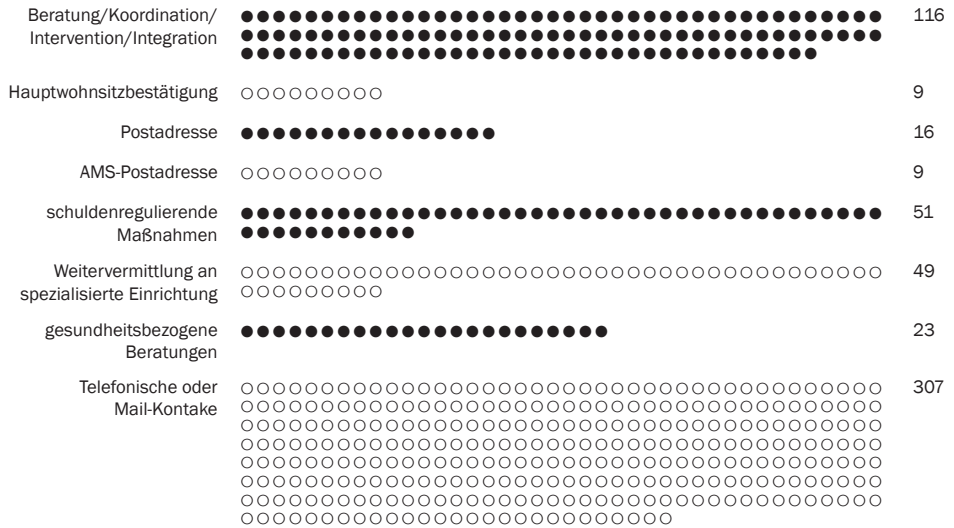 Beratung/Koordination/ 116
Intervention/Integration
Hauptwohnsitzbestätigung 9
Postadresse 16
AMS-Postadresse 9
schuldenregulierende 51
Maßnahmen
Weitervermittlung an 49
spezialisierte Einrichtung
gesundheitsbezogene 23
Beratungen
Telefonische oder 307
Mail-Kontake